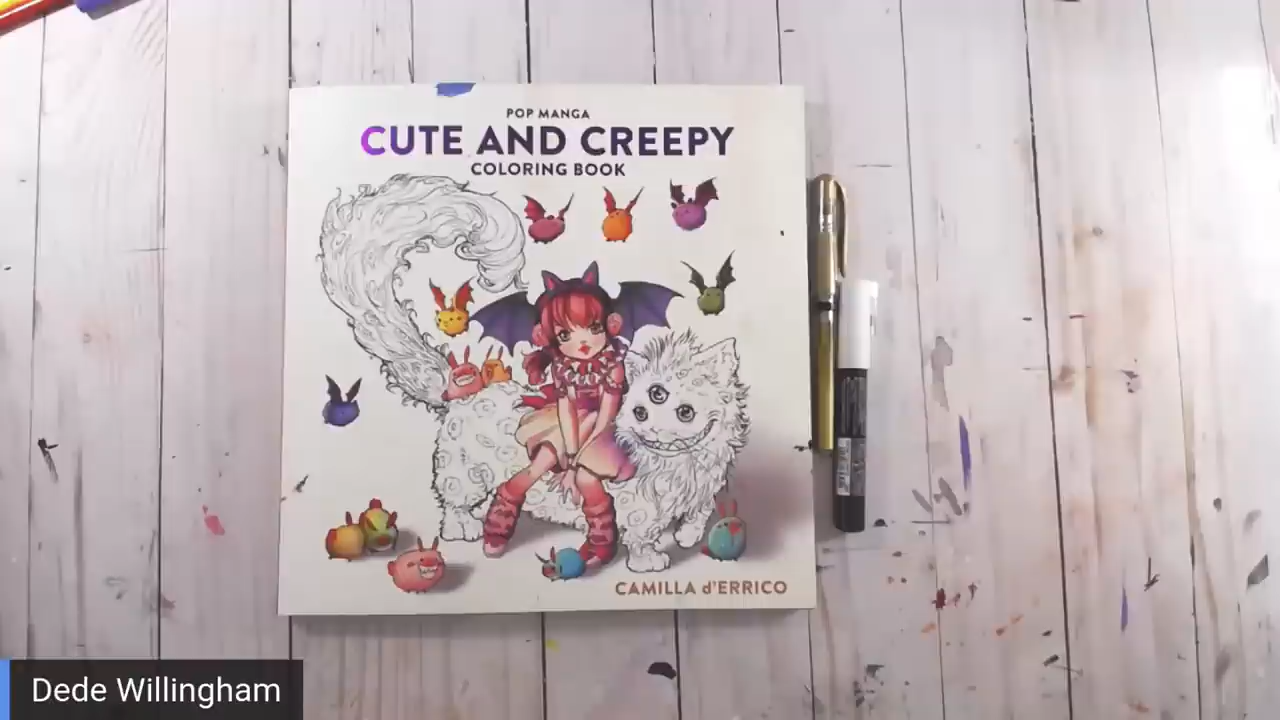 POP MANGA
CUTE AND CREEPY
COLORING BOOK
CAMILLA d'ERRICO
Dede Willingham